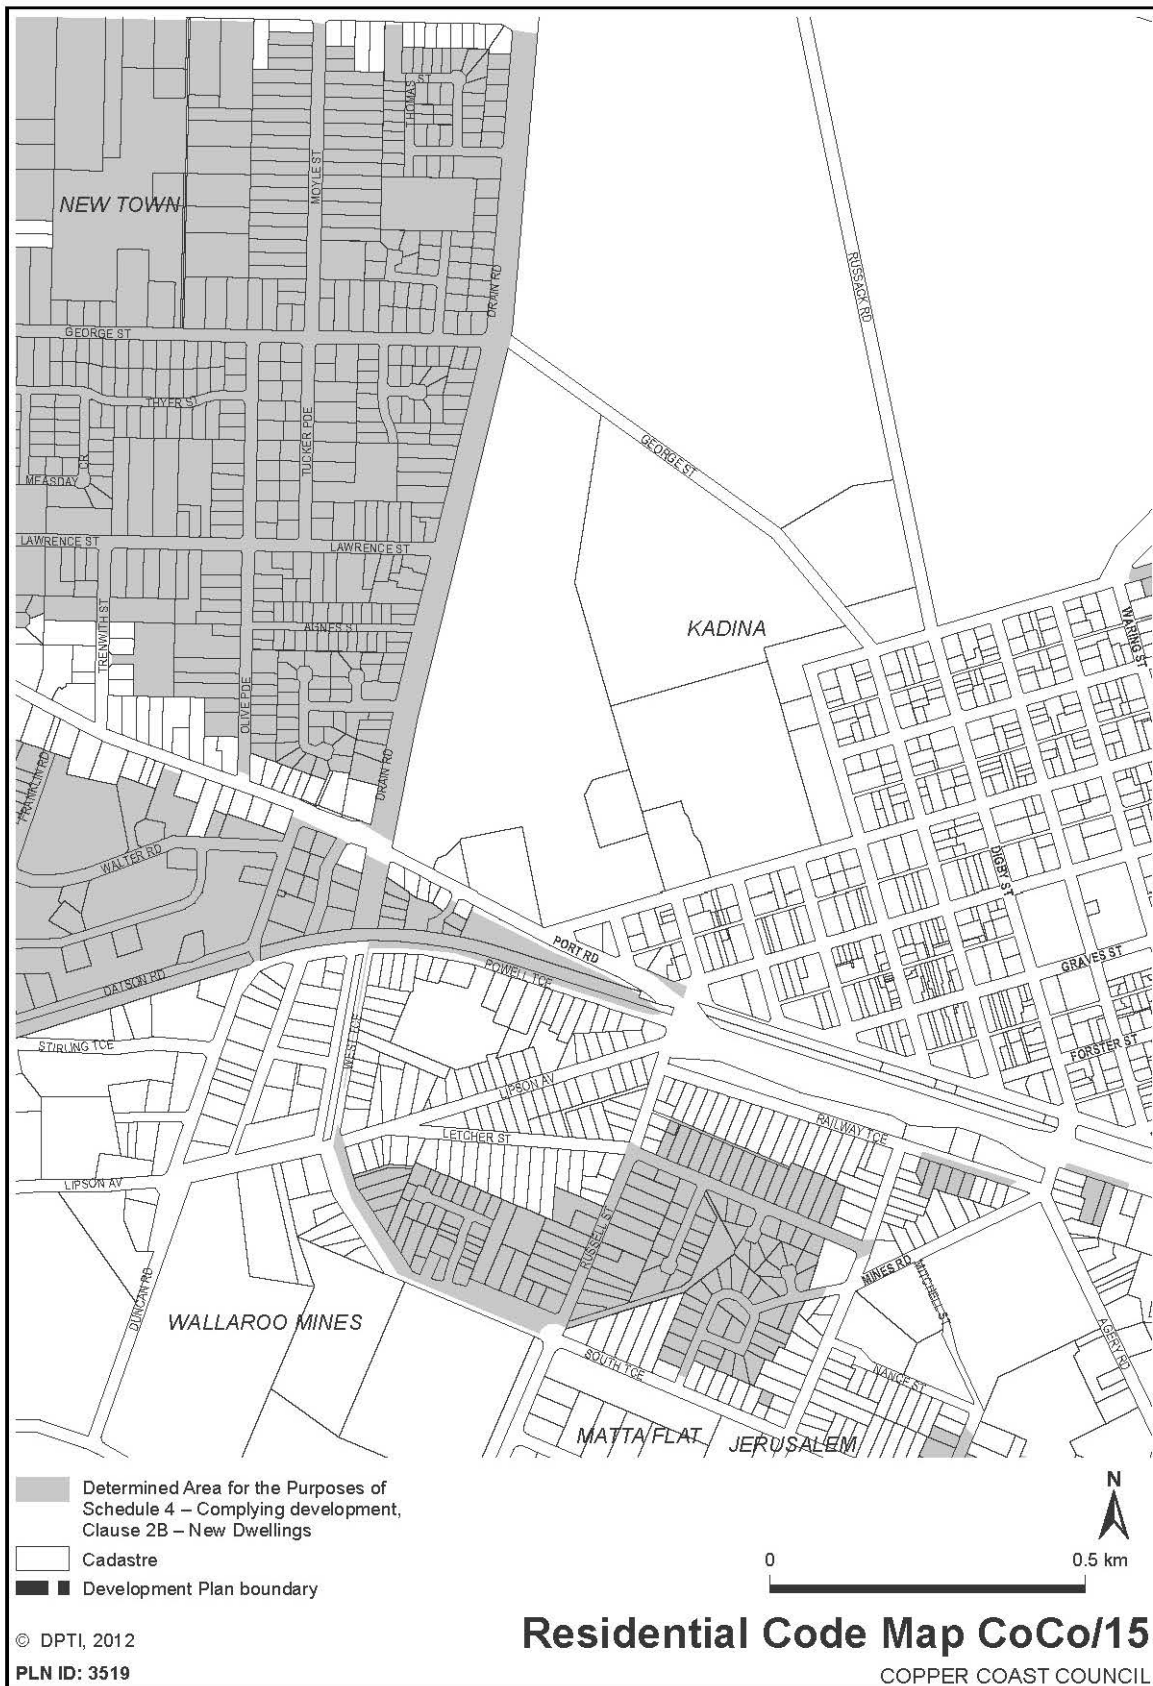 THOMAS ST
MOYLE ST
NEW TOWN
DRAIN RD
RUSSACK RD
GEORGE ST
THYER ST
TUCKER PDE
GEORGE ST
MEASDAY CR
LAWRENCE ST
LAWRENCE ST
TRENWITH ST
AGNES ST
KADINA
WARING ST
OLIVE PDE
FRANKLIN RD
DRAIN RD
WALTER RD
DIGBY ST
PORT RD
GRAVES ST
POWELL TCE
DATSON RD
STIRLING TCE
WEST TCE
FORSTER ST
LIPSON AV
RAILWAY TCE
LETCHER ST
LIPSON AV
RUSSELL ST
MINES RD
MITCHELL ST
DUNCAN RD
WALLAROO MINES
AGERY RD
SOUTH TCE
NANCE ST
MATTA FLAT
JERUSALEM
Determined Area for the Purposes of
Schedule 4 – Complying development,
Clause 2B – New Dwellings
Cadastre
Development Plan boundary
N
0 0.5 km
© DPTI, 2012
PLN ID: 3519
Residential Code Map CoCo/15
COPPER COAST COUNCIL